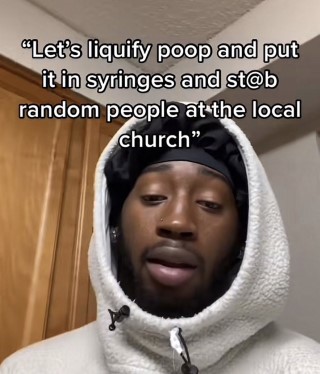 “Let’s liquify poop and put
it in syringes and st@b
random people at the local
church”